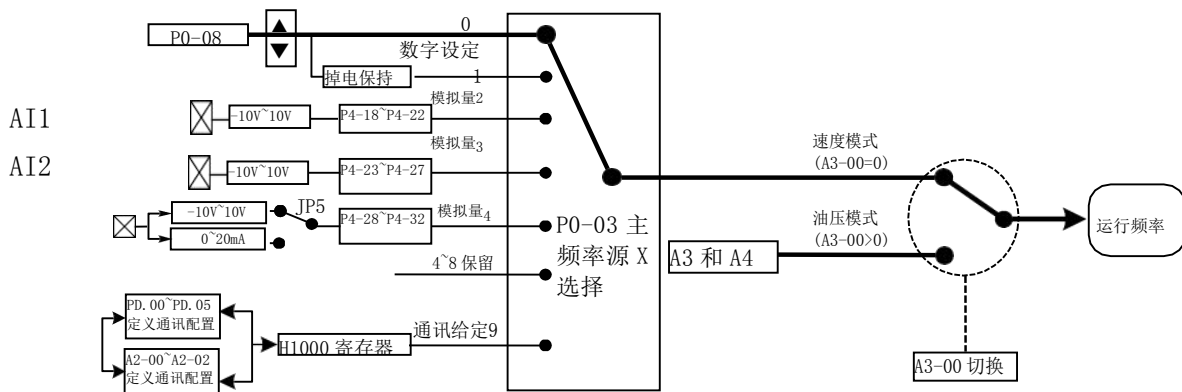 P0-08
0
数字设定
掉电保持
1
AI1
-10V~10V
P4-18~P4-22
模拟量2
AI2
-10V~10V
P4-23~P4-27
模拟量3
-10V~10V
0~20mA
JP5
P4-28~P4-32
模拟量4
4~8 保留
PD.00~PD.05
定义通讯配置
A2-00~A2-02
定义通讯配置
H1000 寄存器
通讯给定9
P0-03 主
频率源 X
选择
速度模式
(A3-00=0)
油压模式
(A3-00>0)
A3 和 A4
运行频率
A3-00 切换